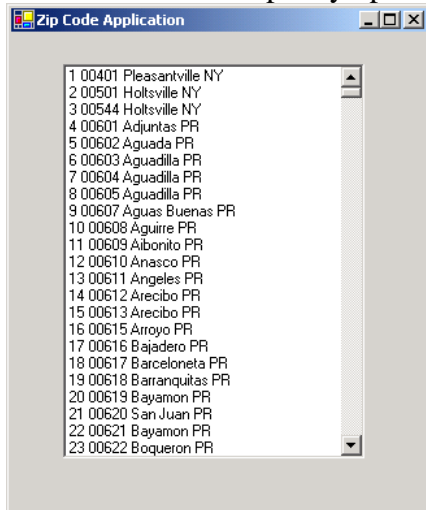 Zip Code Application
1 00401 Pleasantville NY
2 00501 Holtsville NY
3 00544 Holtsville NY
4 00601 Adjuntas PR
5 00602 Aguada PR
6 00603 Aguadilla PR
7 00604 Aguadilla PR
8 00605 Aguadilla PR
9 00607 Aguas Buenas PR
10 00608 Aguirre PR
11 00609 Aibonito PR
12 00610 Anasco PR
13 00611 Angeles PR
14 00612 Arecibo PR
15 00613 Arecibo PR
16 00615 Arroyo PR
17 00616 Bajadero PR
18 00617 Barceloneta PR
19 00618 Barranquitas PR
20 00619 Bayamon PR
21 00620 San Juan PR
22 00621 Bayamon PR
23 00622 Boqueron PR